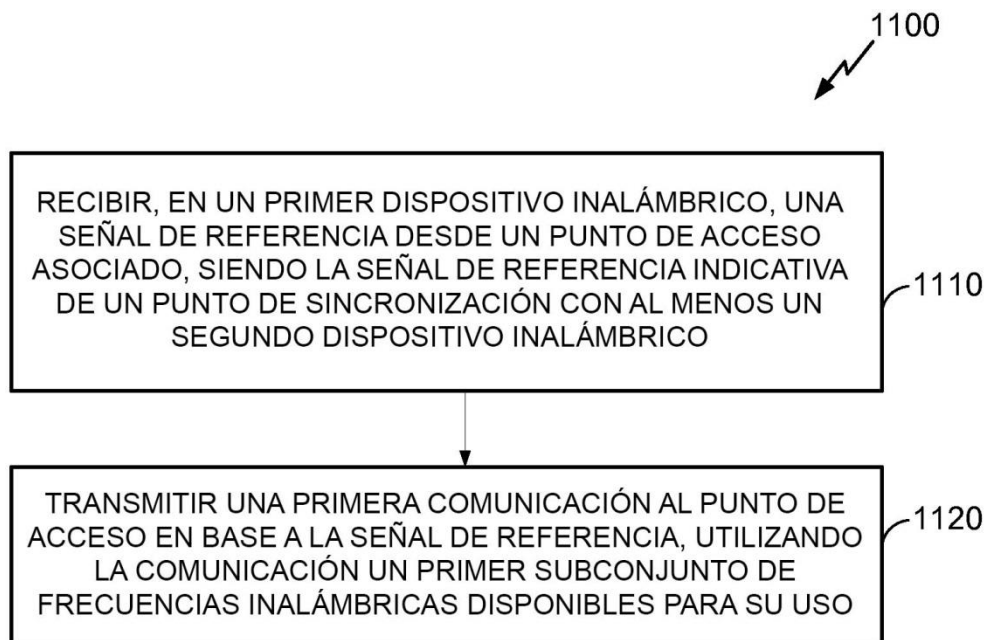 1100
RECIBIR, EN UN PRIMER DISPOSITIVO INALÁMBRICO, UNA
SEÑAL DE REFERENCIA DESDE UN PUNTO DE ACCESO
ASOCIADO, SIENDO LA SEÑAL DE REFERENCIA INDICATIVA
DE UN PUNTO DE SINCRONIZACIÓN CON AL MENOS UN
SEGUNDO DISPOSITIVO INALÁMBRICO
1110
TRANSMITIR UNA PRIMERA COMUNICACIÓN AL PUNTO DE
ACCESO EN BASE A LA SEÑAL DE REFERENCIA, UTILIZANDO
LA COMUNICACIÓN UN PRIMER SUBCONJUNTO DE
FRECUENCIAS INALÁMBRICAS DISPONIBLES PARA SU USO
1120